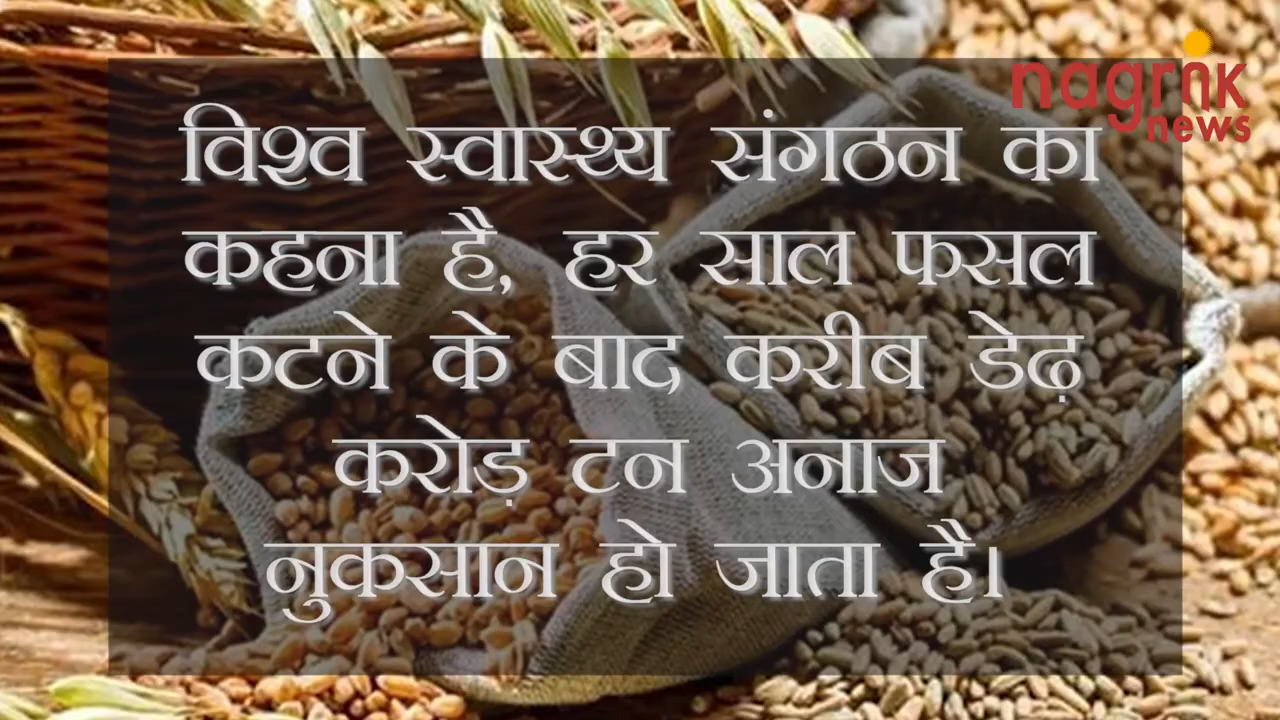 nagrik
news
विश्व स्वास्थ्य संगठन का
कहना है, हर साल फसल
कटने के बाद करीब डेढ़
करोड़ टन अनाज
नुकसान हो जाता है।